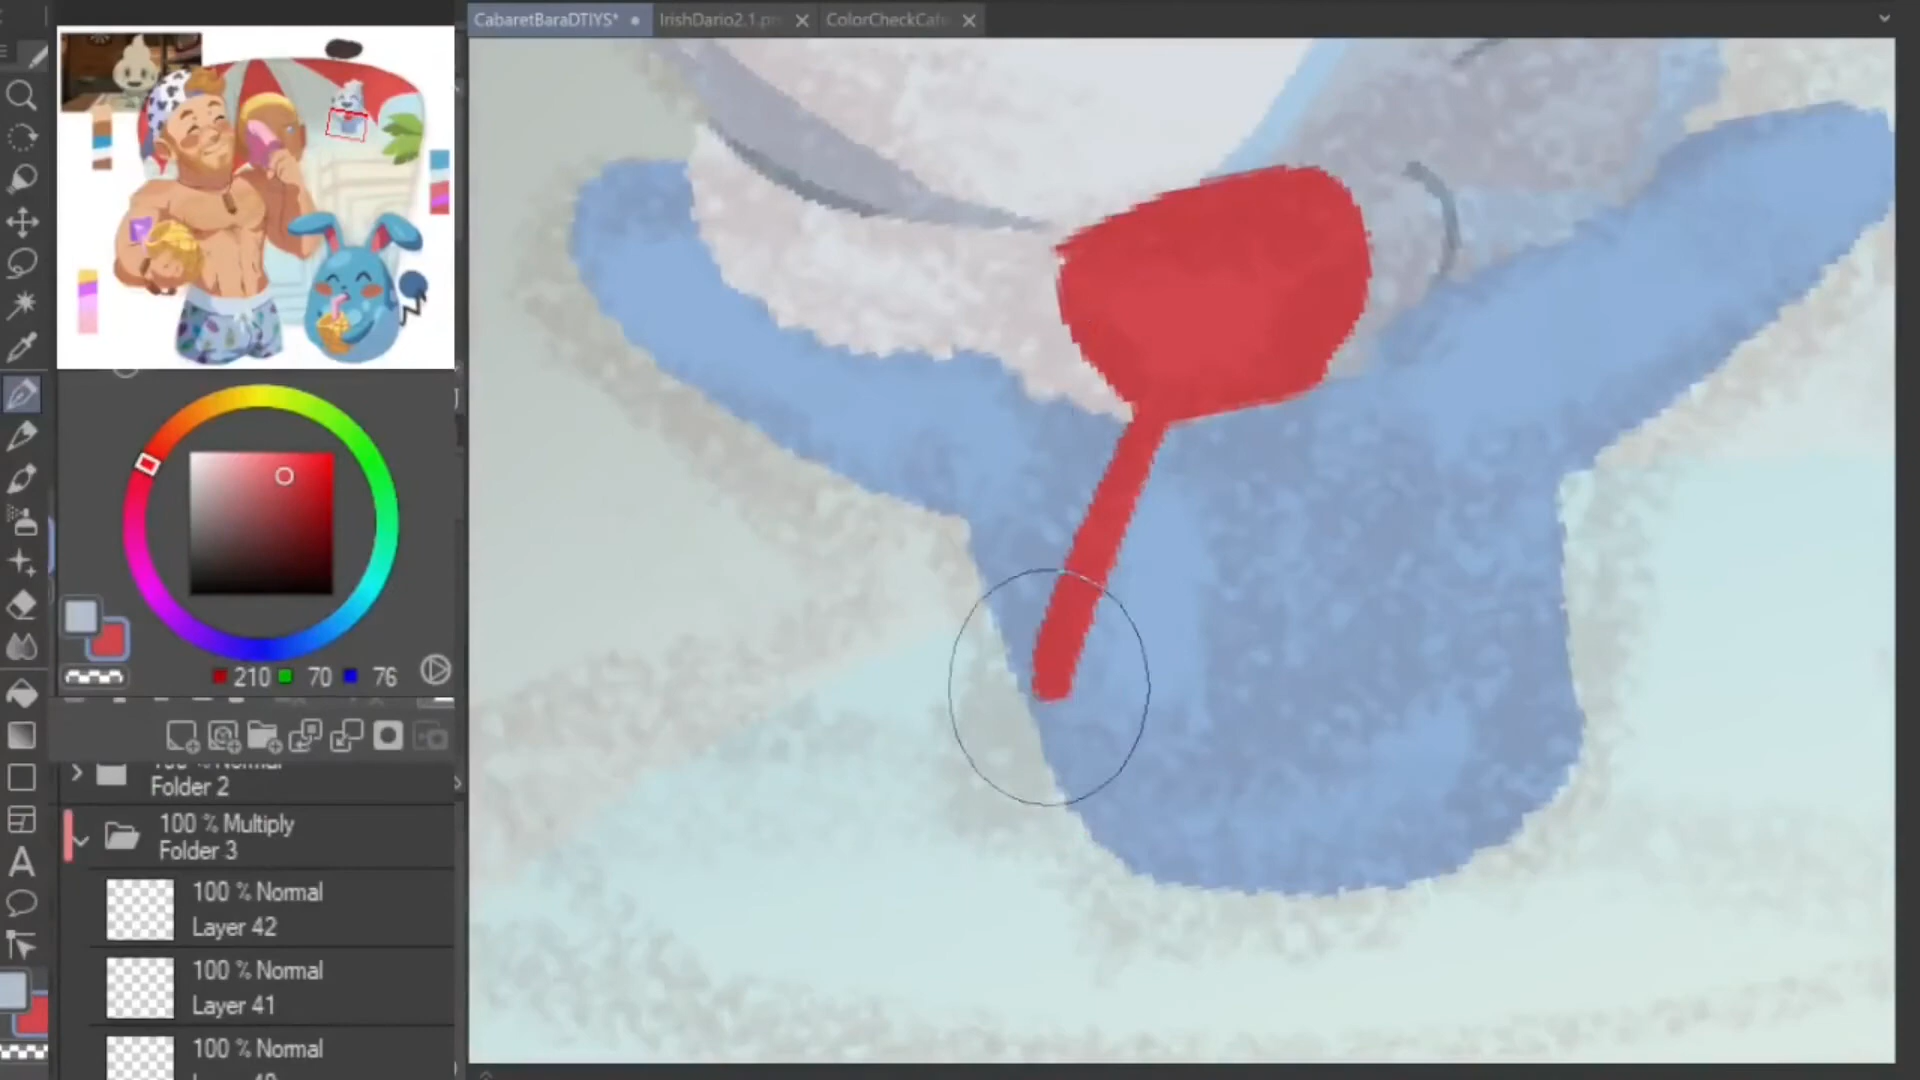 CabaretBaraDTIYS*
IrishDario2.1.
ColorCheckCaf
210 70 76
Folder 2
100 % Multiply
Folder 3
100 % Normal
Layer 42
100 % Normal
Layer 41
100 % Normal